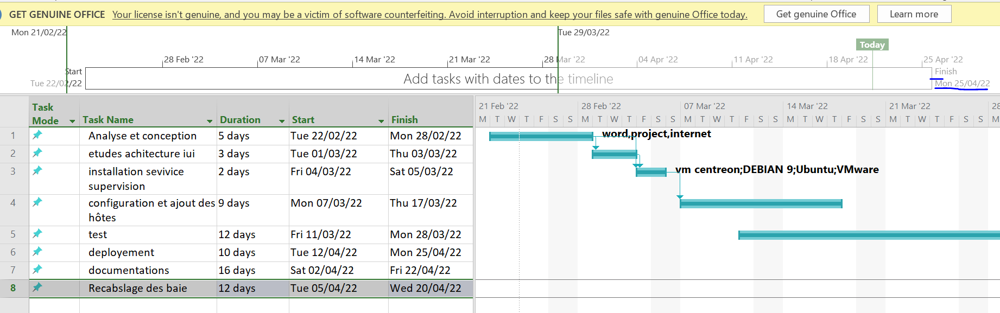 GET GENUINE OFFICE Your license isn't genuine, and you may be a victim of software counterfeiting. Avoid interruption and keep your files safe with genuine Office today. Get genuine Office Learn more
Mon 21/02/22 Tue 29/03/22
Today
28 Feb '22 07 Mar '22 14 Mar '22 21 Mar '22 28 Mar '22 04 Apr '22 11 Apr '22 18 Apr '22 25 Apr '22
Start Finish
Tue 22/02/22 Add tasks with dates to the timeline Mon 25/04/22
Task Mode Task Name Duration Start Finish
21 Feb '22 28 Feb '22 07 Mar '22 14 Mar '22 21 Mar '22 28
M T W T F S S M T W T F S S M T W T F S S M T W T F S S M T W T F S S M
1 Analyse et conception 5 days Tue 22/02/22 Mon 28/02/22 word,project,internet
2 etudes achitecture iui 3 days Tue 01/03/22 Thu 03/03/22
3 installation sevivice supervision 2 days Fri 04/03/22 Sat 05/03/22 vm centreon;DEBIAN 9;Ubuntu;VMware
4 configuration et ajout des hôtes 9 days Mon 07/03/22 Thu 17/03/22
5 test 12 days Fri 11/03/22 Mon 28/03/22
6 deployement 10 days Tue 12/04/22 Mon 25/04/22
7 documentations 16 days Sat 02/04/22 Fri 22/04/22
8 Recabslage des baie 12 days Tue 05/04/22 Wed 20/04/22